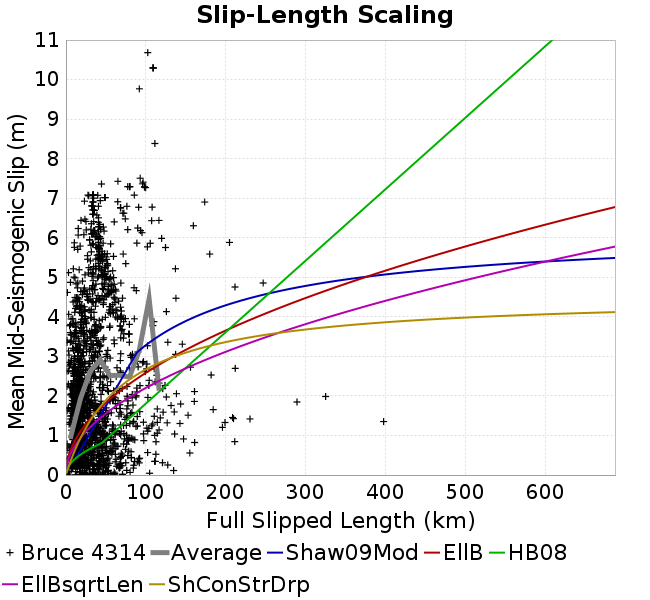 Slip-Length Scaling
Mean Mid-Seismogenic Slip (m)
11
10
9
8
7
6
5
4
3
2
1
0
0 100 200 300 400 500 600
Full Slipped Length (km)
Bruce 4314 Average Shaw09Mod EllB HB08
EllBsqrtLen ShConStrDrp